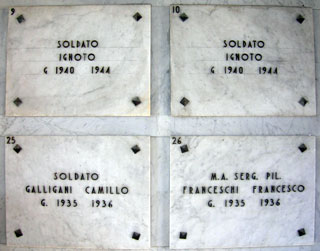 9
SOLDATO
IGNOTO
G 1940 1944
10
SOLDATO
IGNOTO
G 1940 1944
25
SOLDATO
GALLIGANI CAMILLO
G. 1935 1936
26
M.A. SERG. PIL.
FRANCESCHI FRANCESCO
G. 1935 1936